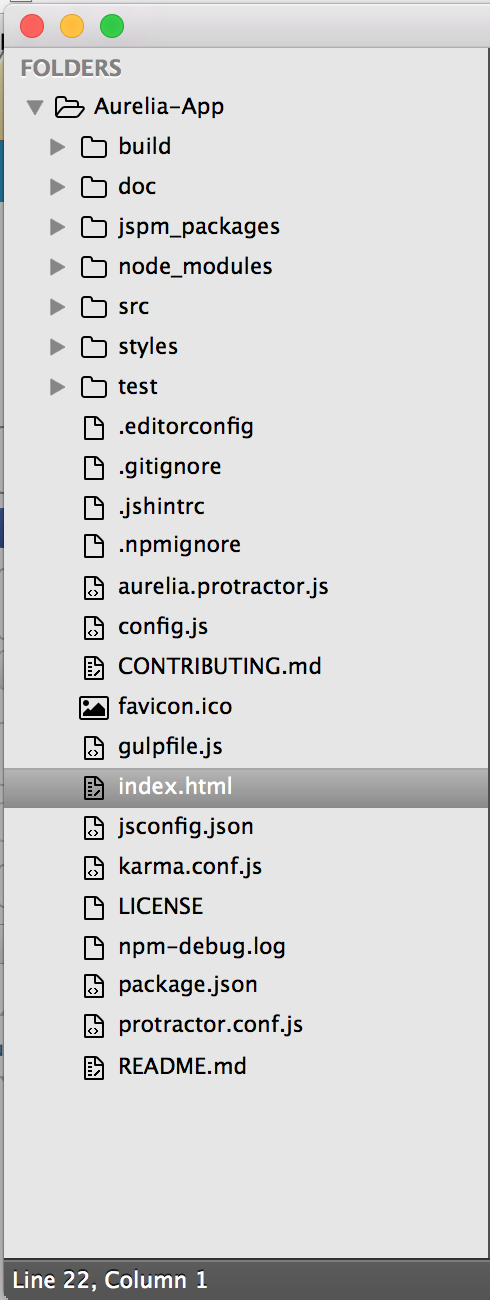 FOLDERS
Aurelia-App
build
doc
jspm_packages
node_modules
src
styles
test
.editorconfig
.gitignore
.jshintrc
.npmignore
aurelia.protractor.js
config.js
CONTRIBUTING.md
favicon.ico
gulpfile.js
index.html
jsconfig.json
karma.conf.js
LICENSE
npm-debug.log
package.json
protractor.conf.js
README.md
Line 22, Column 1